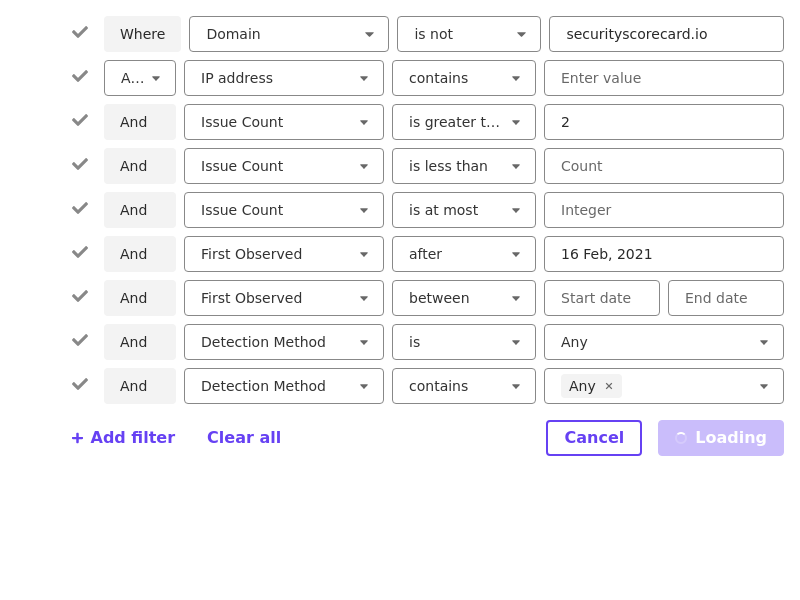 Where Domain is not securityscorecard.io
A... IP address contains Enter value
And Issue Count is greater t... 2
And Issue Count is less than Count
And Issue Count is at most Integer
And First Observed after 16 Feb, 2021
And First Observed between Start date End date
And Detection Method is Any
And Detection Method contains Any ×
+ Add filter Clear all Cancel Loading